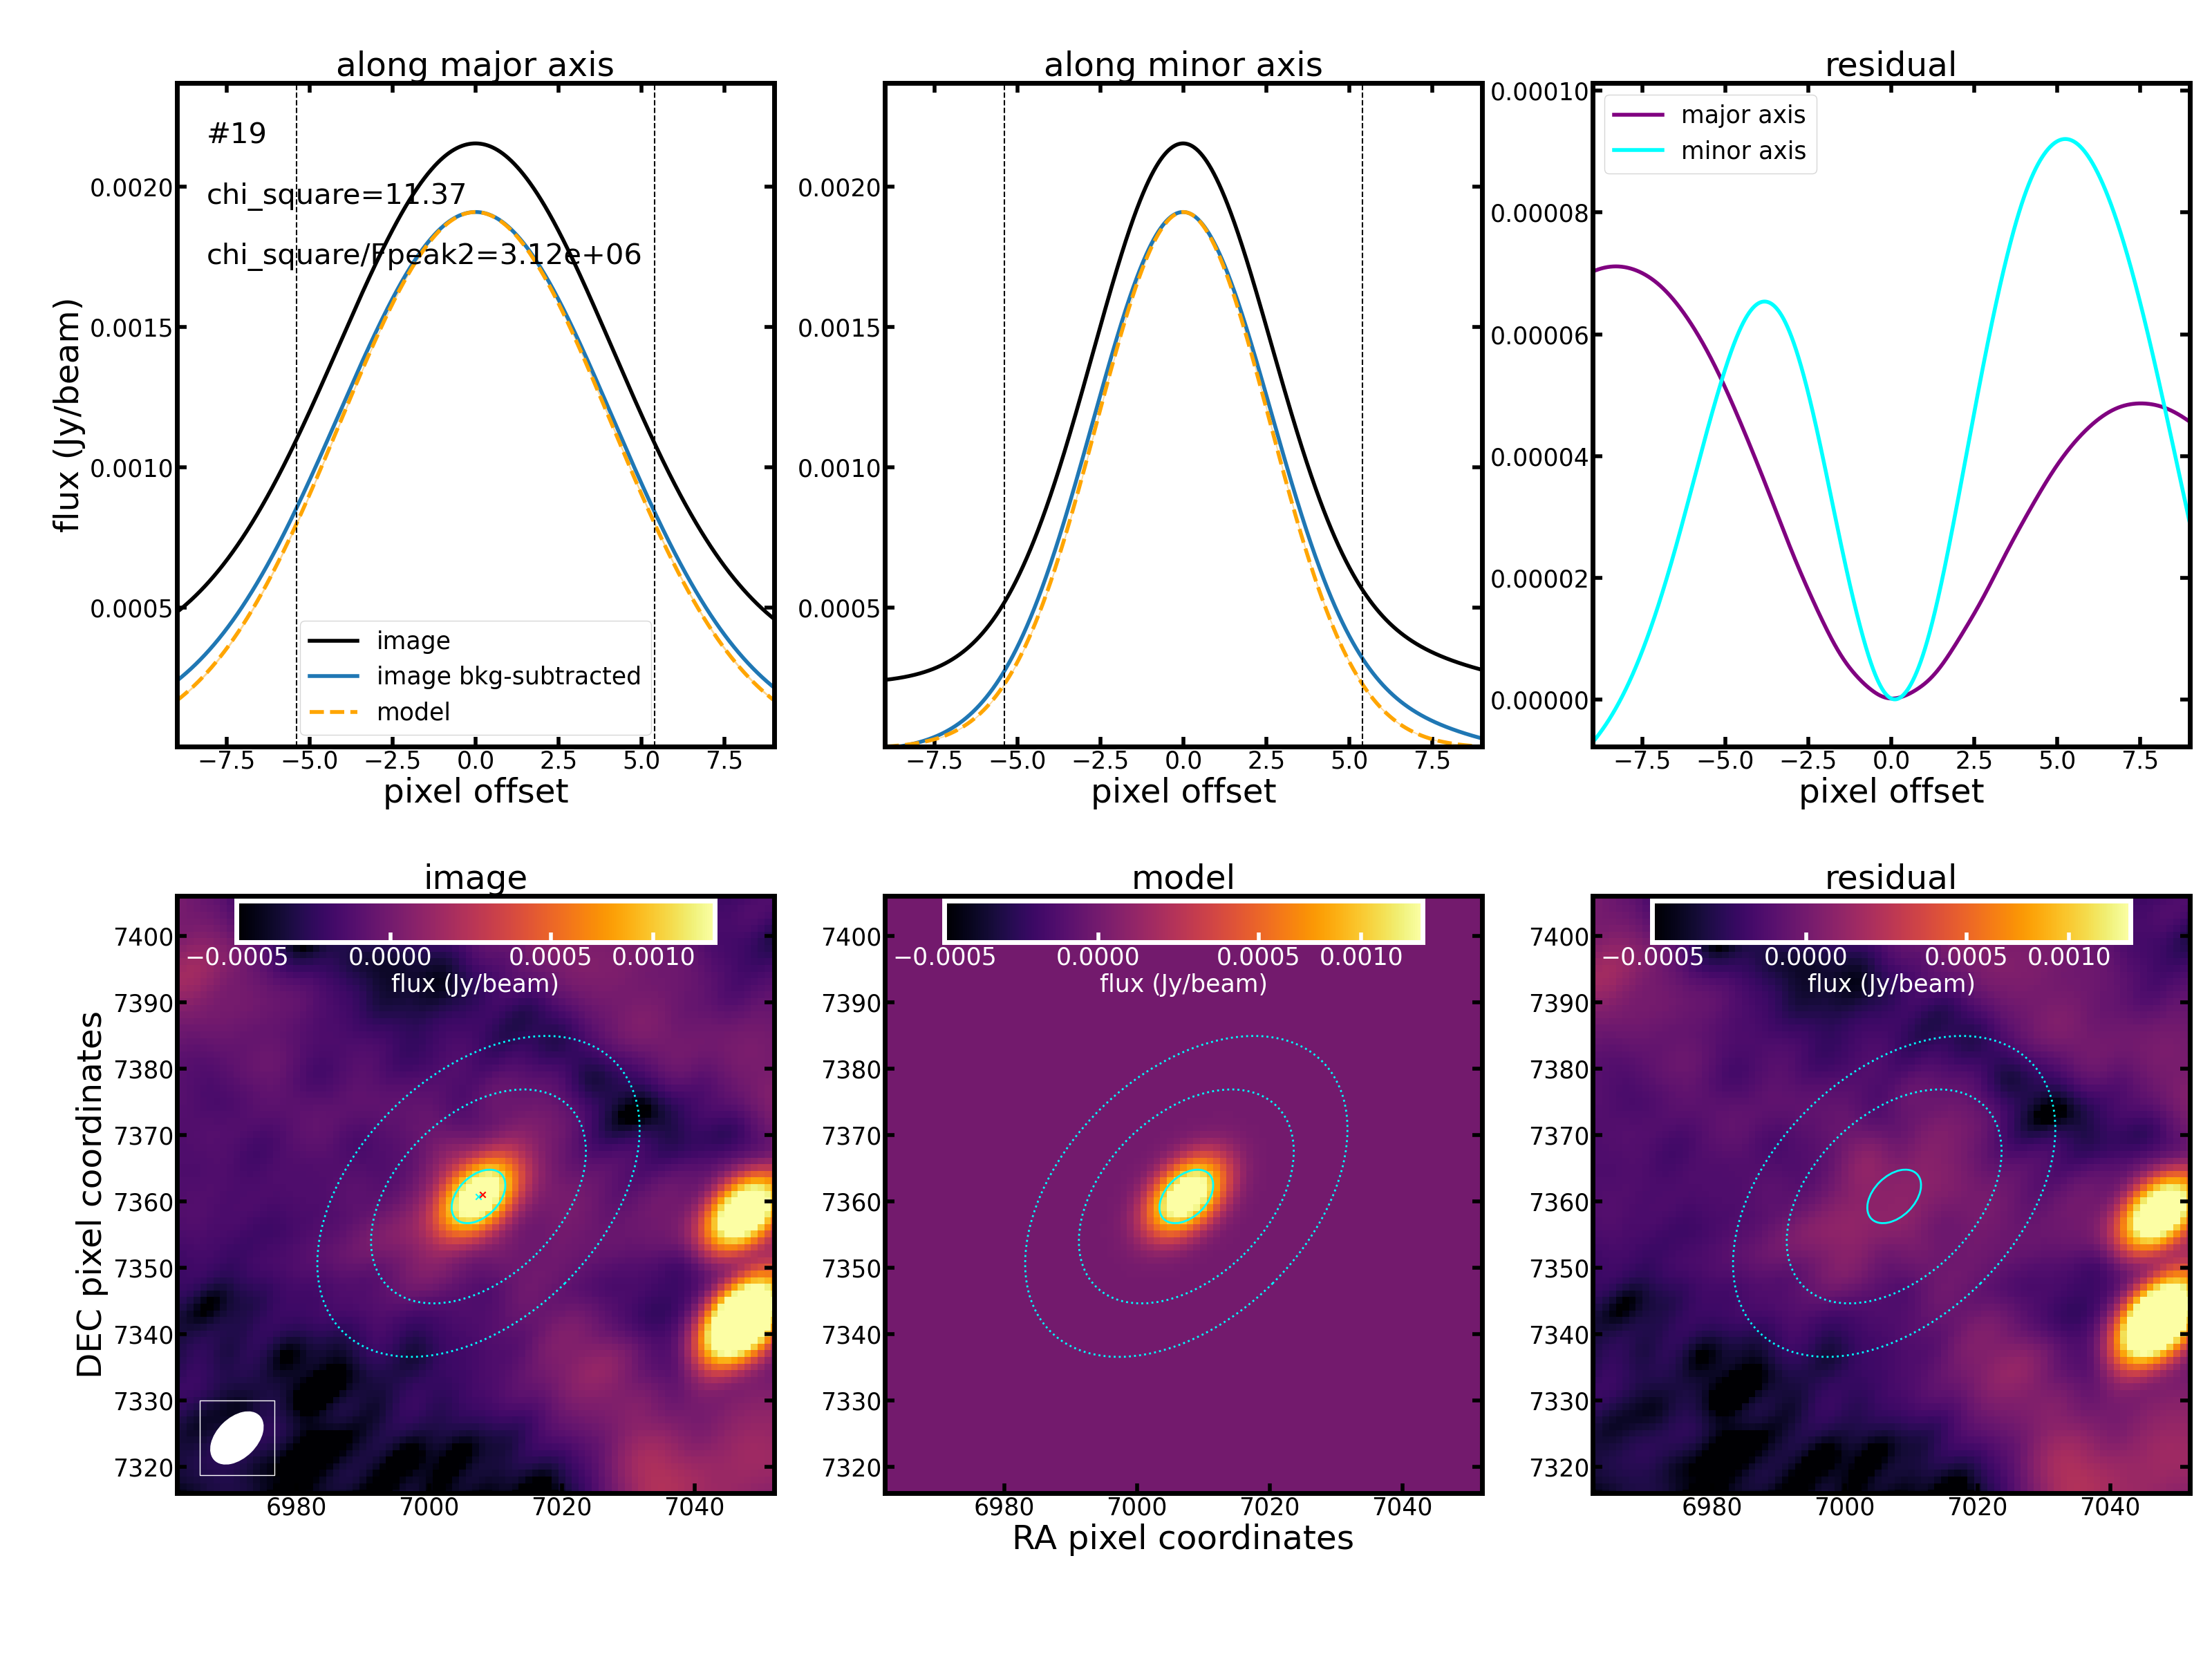 along major axis
#19
chi_square=11.37
chi_square/Fpeak2=3.12e+06
flux (Jy/beam)
0.0020
0.0015
0.0010
0.0005
image
image bkg-subtracted
model
−7.5 −5.0 −2.5 0.0 2.5 5.0 7.5
pixel offset
along minor axis
0.0020
0.0015
0.0010
0.0005
−7.5 −5.0 −2.5 0.0 2.5 5.0 7.5
pixel offset
residual
major axis
minor axis
0.00010
0.00008
0.00006
0.00004
0.00002
0.00000
−7.5 −5.0 −2.5 0.0 2.5 5.0 7.5
pixel offset
image
−0.0005 0.0000 0.0005 0.0010
flux (Jy/beam)
DEC pixel coordinates
7400
7390
7380
7370
7360
7350
7340
7330
7320
6980 7000 7020 7040
model
−0.0005 0.0000 0.0005 0.0010
flux (Jy/beam)
7400
7390
7380
7370
7360
7350
7340
7330
7320
6980 7000 7020 7040
RA pixel coordinates
residual
−0.0005 0.0000 0.0005 0.0010
flux (Jy/beam)
7400
7390
7380
7370
7360
7350
7340
7330
7320
6980 7000 7020 7040